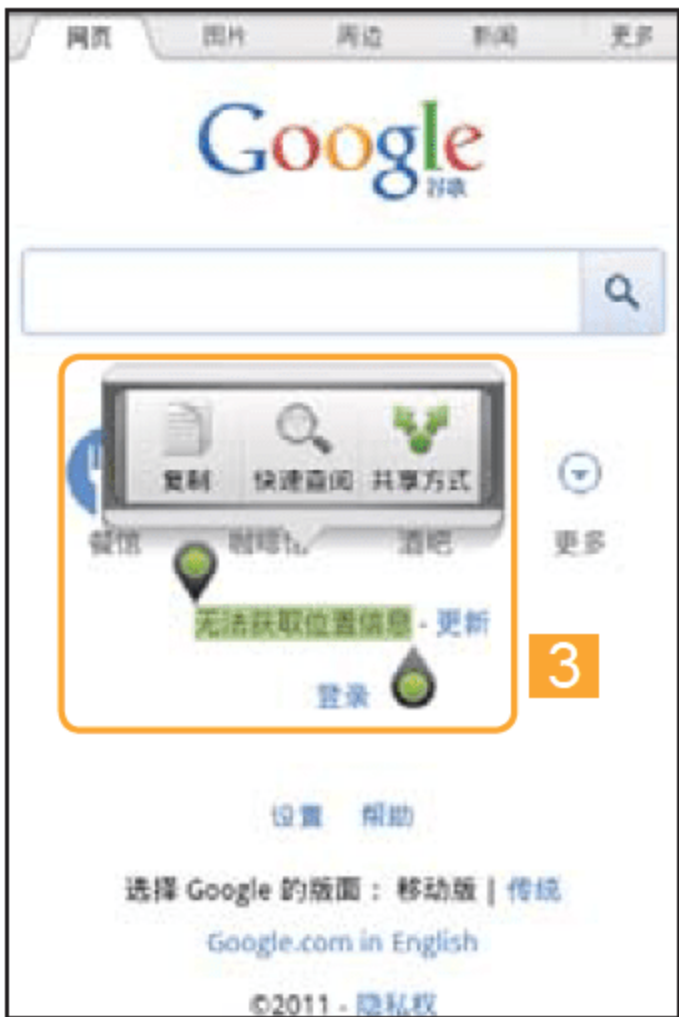 网页 图片 周边 新闻 更多
Google
谷歌
复制 快速查阅 共享方式
餐馆 咖啡 酒吧 更多
无法获取位置信息 - 更新
3
登录
设置 帮助
选择 Google 的版面： 移动版 | 传统
Google.com in English
©2011 - 隐私权